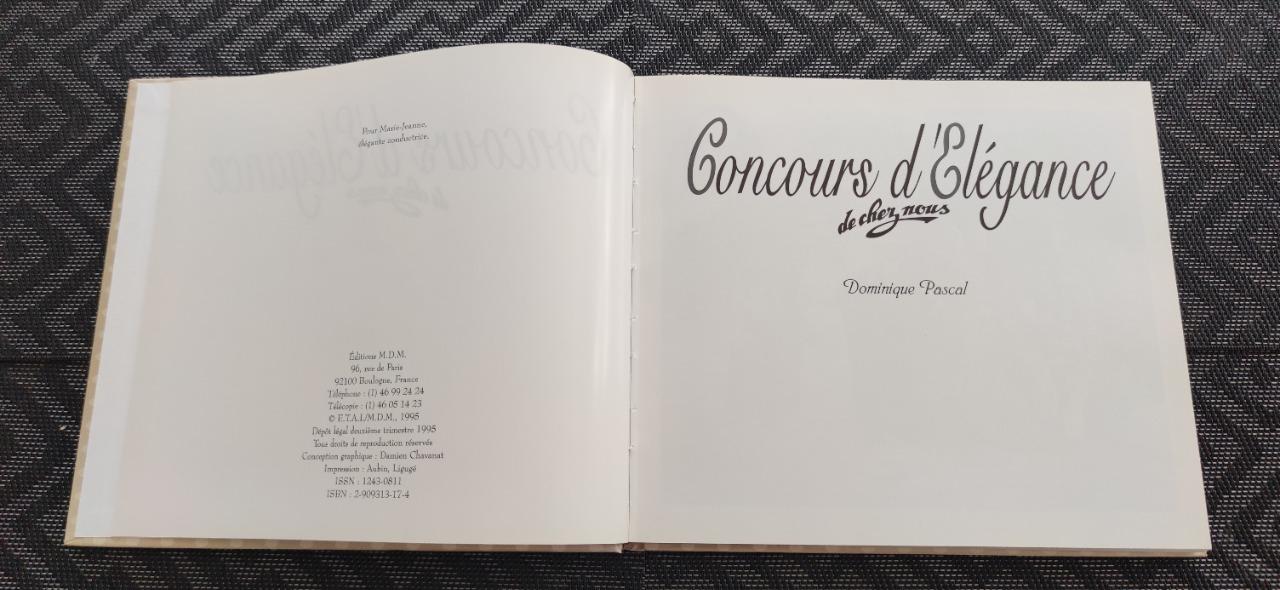 Pour Marie-Jeanne,
élégante conductrice.
Éditions M.D.M.
96, rue de Paris
92100 Boulogne, France
Téléphone : (1) 46 99 24 24
Télécopie : (1) 46 05 14 23
© E.T.A.I./M.D.M., 1995
Dépôt légal deuxième trimestre 1995
Tous droits de reproduction réservés
Conception graphique : Damien Chavanat
Impression : Aubin, Ligugé
ISSN : 1243-0811
ISBN : 2-909313-17-4
Concours d'Elégance
de chez nous
Dominique Pascal